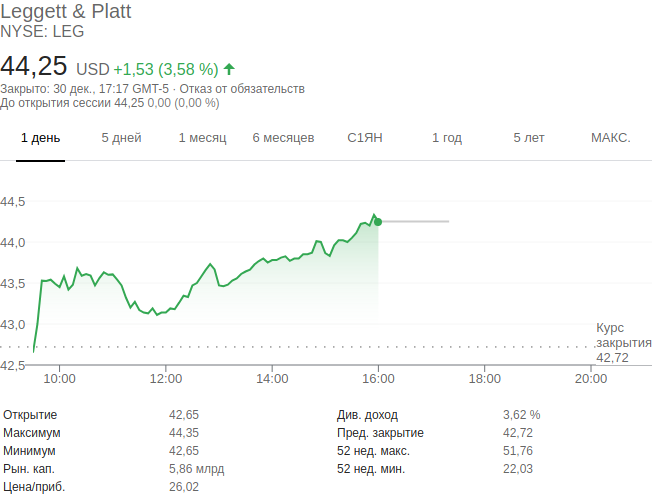 Leggett & Platt
NYSE: LEG
44,25 USD +1,53 (3,58 %)
Закрыто: 30 дек., 17:17 GMT-5 · Отказ от обязательств
До открытия сессии 44,25 0,00 (0,00 %)
1 день 5 дней 1 месяц 6 месяцев С1ЯН 1 год 5 лет МАКС.
44,5
44,0
43,5
43,0
Курс
закрытия
42,72
42,5
10:00 12:00 14:00 16:00 18:00 20:00
Открытие 42,65 Див. доход 3,62 %
Максимум 44,35 Пред. закрытие 42,72
Минимум 42,65 52 нед. макс. 51,76
Рын. кап. 5,86 млрд 52 нед. мин. 22,03
Цена/приб. 26,02